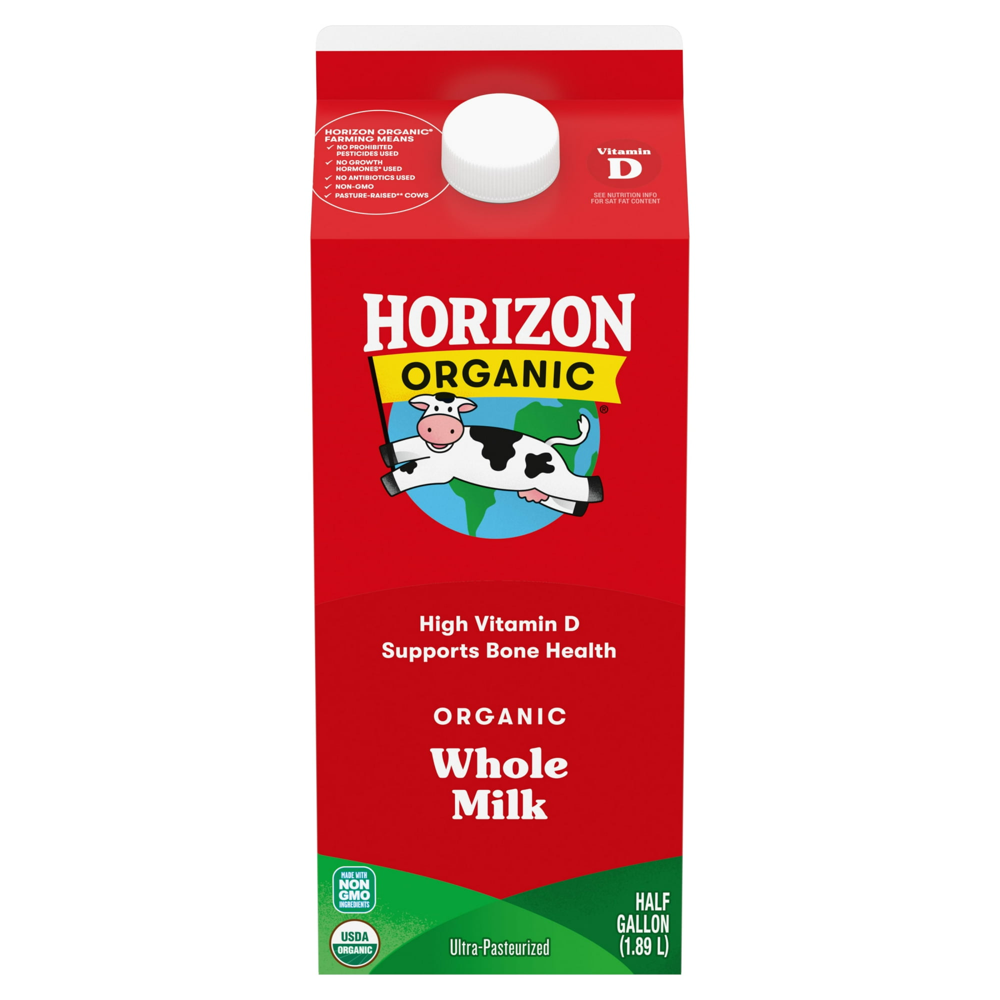 HORIZON ORGANIC®
FARMING MEANS
✓ NO PROHIBITED
PESTICIDES USED
✓ NO GROWTH
HORMONES* USED
✓ NO ANTIBIOTICS USED
✓ NON-GMO
✓ PASTURE-RAISED** COWS
Vitamin
D
SEE NUTRITION INFO
FOR SAT FAT CONTENT
HORIZON
ORGANIC
®
High Vitamin D
Supports Bone Health
ORGANIC
Whole
Milk
MADE WITH
NON
GMO
INGREDIENTS
USDA
ORGANIC
Ultra-Pasteurized
HALF
GALLON
(1.89 L)